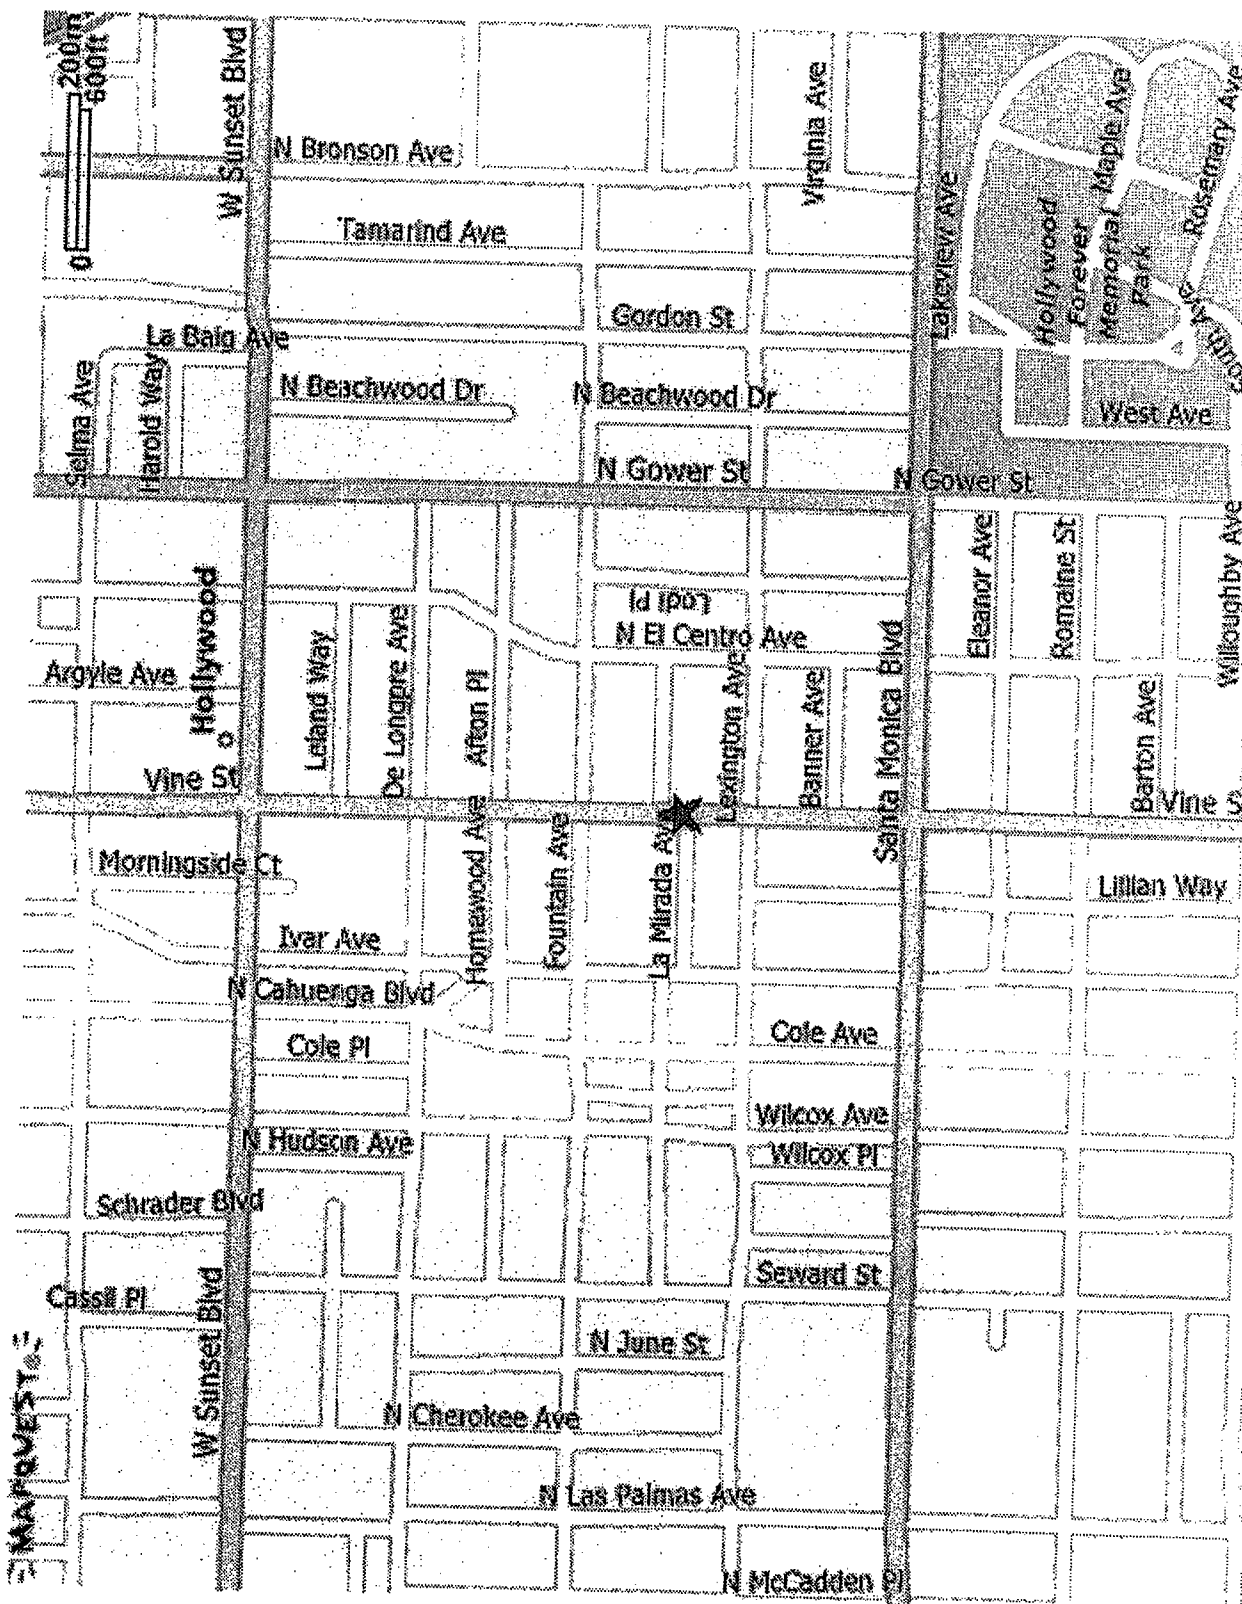 200m
600ft
0
W Sunset Blvd
N Bronson Ave
Virginia Ave
Maple Ave
Rosemary Ave
Tamarind Ave
Lakeview Ave
Hollywood
Forever
Memorial
Park
South Ave
Gordon St
La Baig Ave
Selma Ave
Harold Way
N Beachwood Dr
N Beachwood Dr
West Ave
N Gower St
N Gower St
Eleanor Ave
Romaine St
Willoughby Ave
Hollywood
Lodi Pl
N El Centro Ave
Argyle Ave
Leland Way
De Longpre Ave
Afton Pl
Lexington Ave
Banner Ave
Santa Monica Blvd
Barton Ave
Vine St
Vine S
Morningside Ct
Homewood Ave
Fountain Ave
La Mirada Ave
Lillian Way
Ivar Ave
N Cahuenga Blvd
Cole Pl
Cole Ave
Wilcox Ave
N Hudson Ave
Wilcox Pl
Schrader Blvd
Cassil Pl
W Sunset Blvd
Seward St
N June St
MAPQUEST
N Cherokee Ave
N Las Palmas Ave
N McCadden Pl